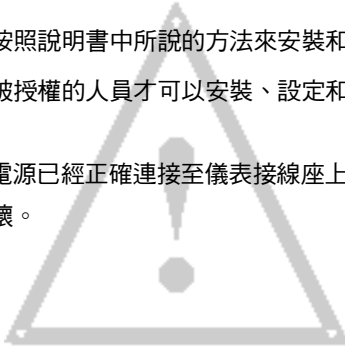 按照說明書中所說的方法來安裝和
被授權的人員才可以安裝、設定和
電源已經正確連接至儀表接線座上
壞。